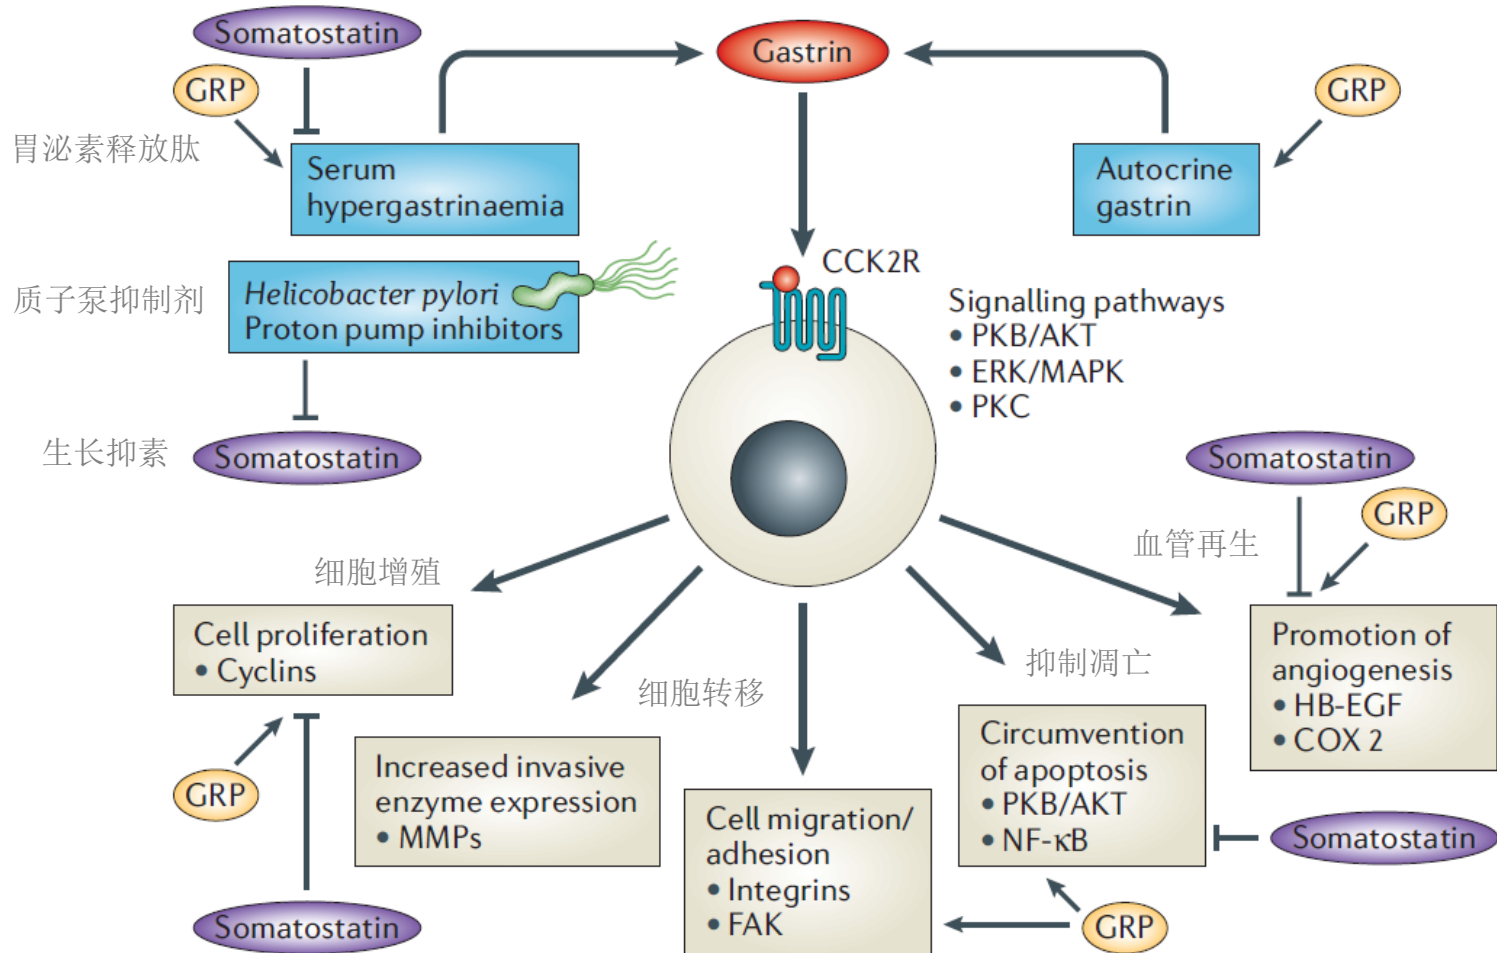 Somatostatin
GRP
胃泌素释放肽
Serum
hypergastrinaemia
Gastrin
GRP
Autocrine
gastrin
质子泵抑制剂
Helicobacter pylori
Proton pump inhibitors
CCK2R
Signalling pathways
• PKB/AKT
• ERK/MAPK
• PKC
生长抑素
Somatostatin
Somatostatin
GRP
血管再生
Promotion of
angiogenesis
• HB-EGF
• COX 2
细胞增殖
Cell proliferation
• Cyclins
GRP
Somatostatin
Increased invasive
enzyme expression
• MMPs
细胞转移
Cell migration/
adhesion
• Integrins
• FAK
抑制凋亡
Circumvention
of apoptosis
• PKB/AKT
• NF-κB
Somatostatin
GRP